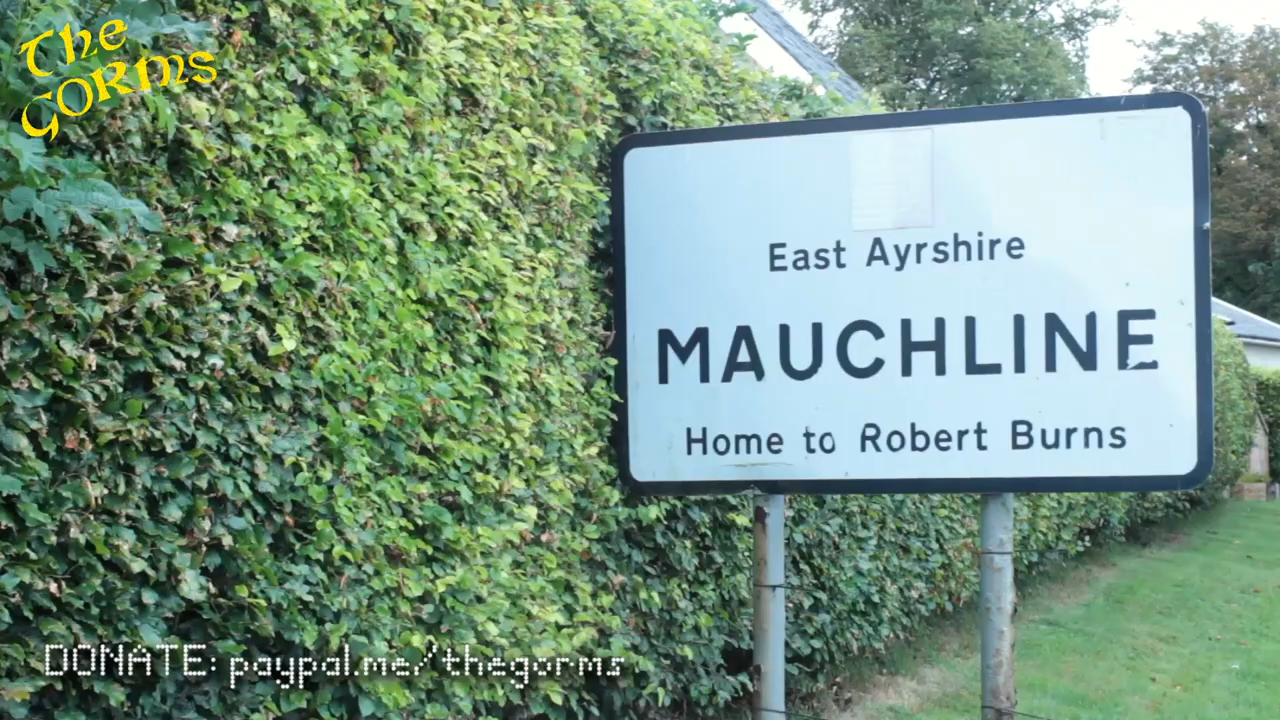 The
GORMS
East Ayrshire
MAUCHLINE
Home to Robert Burns
DONATE: paypal.me/thegorms